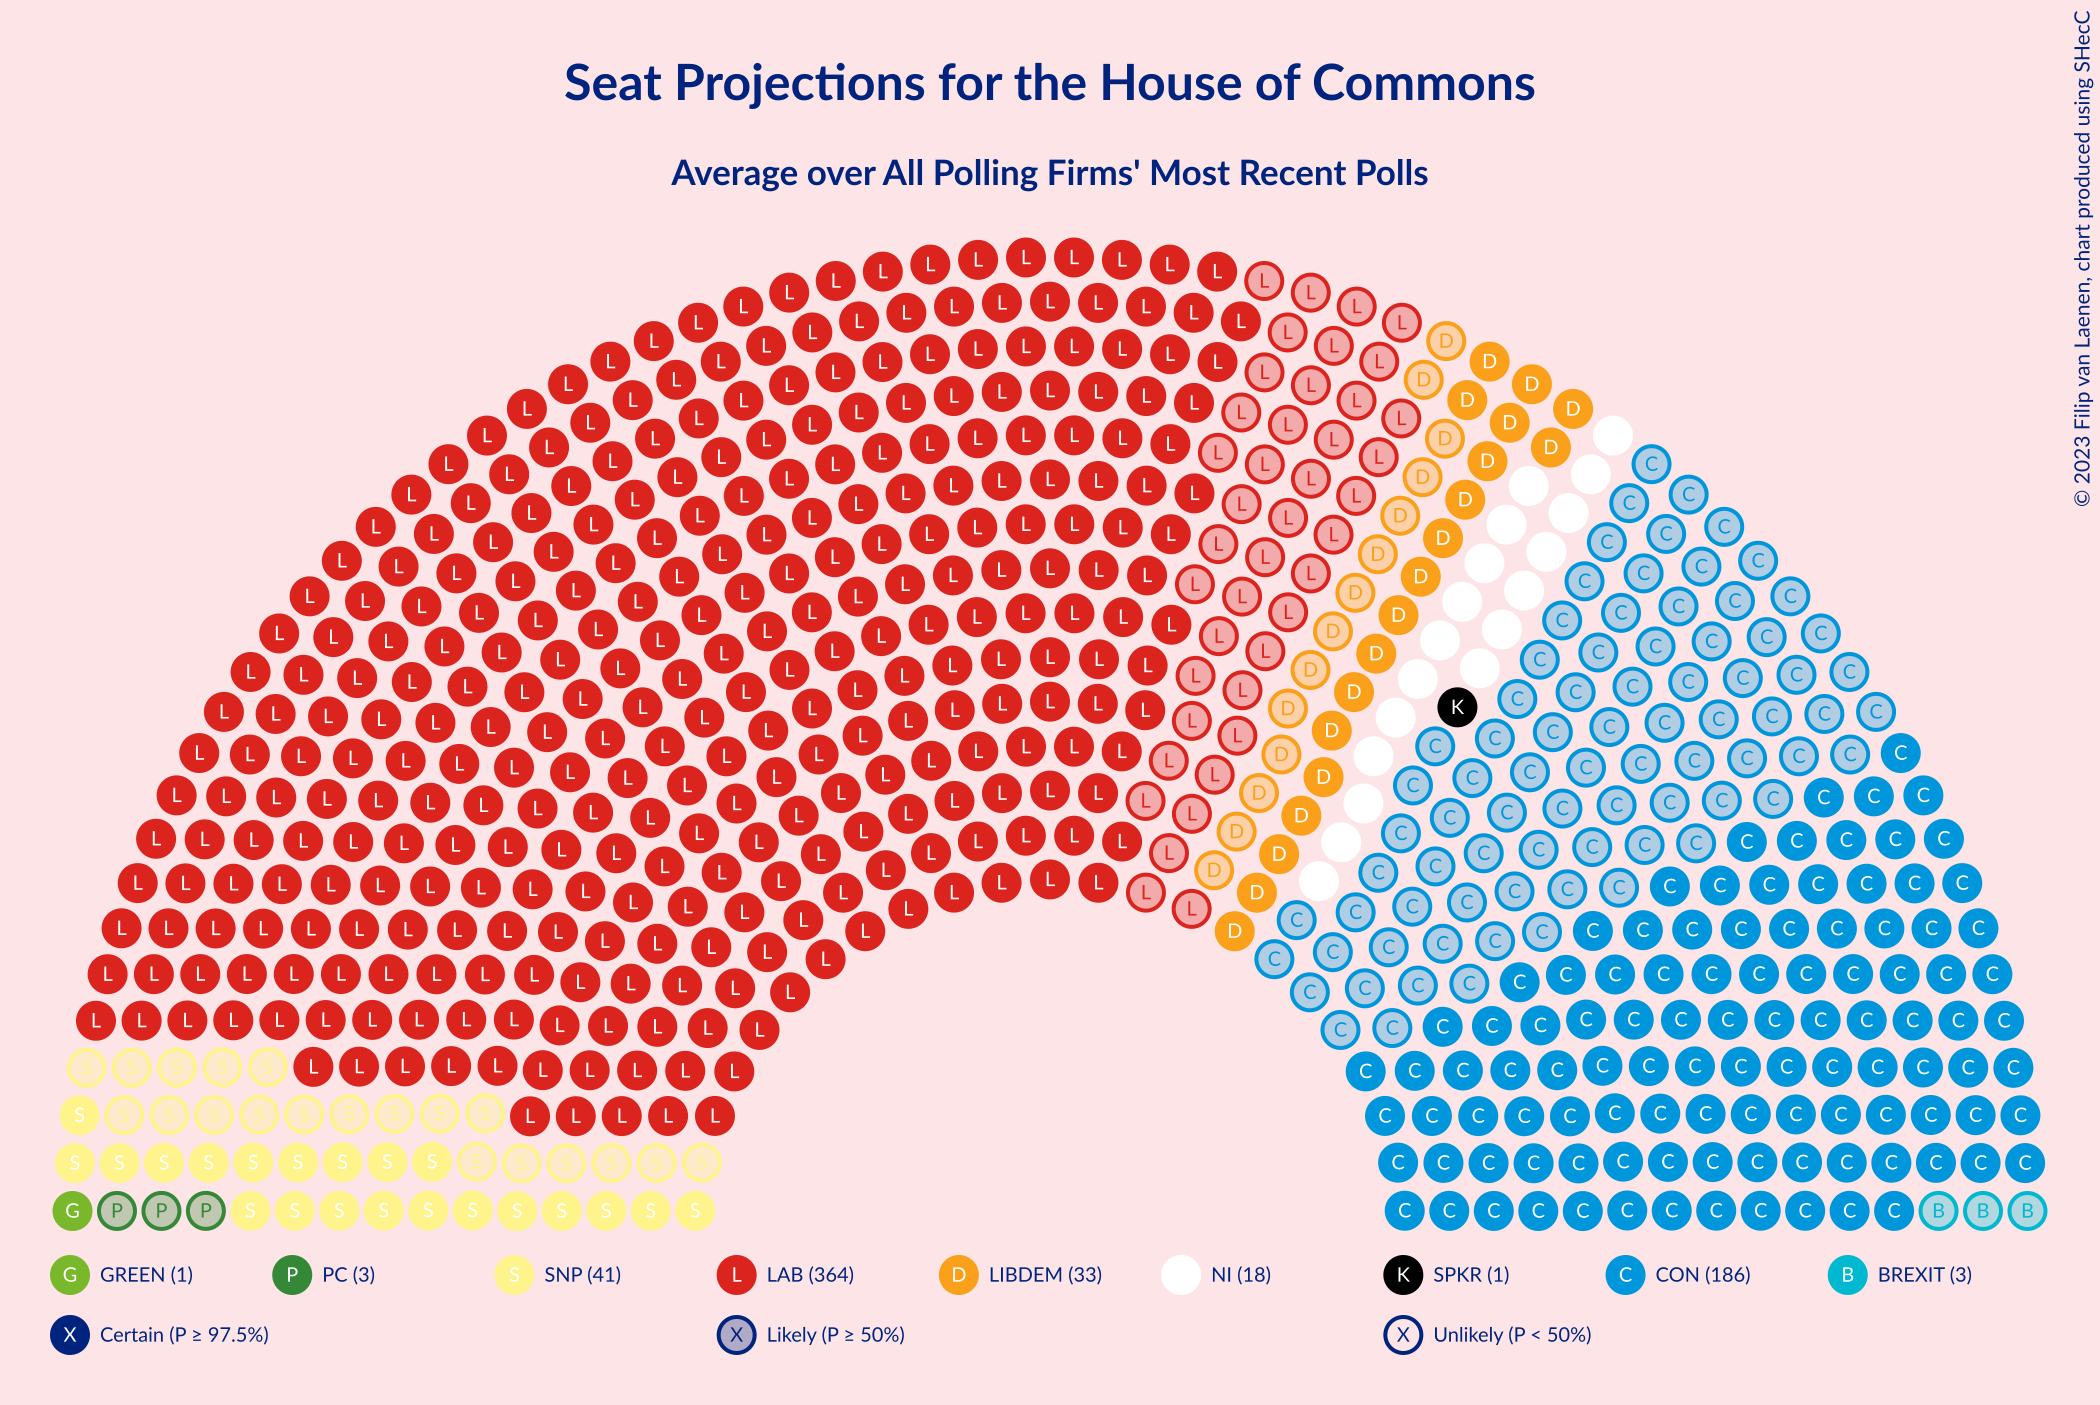 Seat Projections for the House of Commons
Average over All Polling Firms' Most Recent Polls
© 2023 Filip van Laenen, chart produced using SHecC
G GREEN (1)
P PC (3)
S SNP (41)
L LAB (364)
D LIBDEM (33)
NI (18)
K SPKR (1)
C CON (186)
B BREXIT (3)
X Certain (P ≥ 97.5%)
X Likely (P ≥ 50%)
X Unlikely (P < 50%)